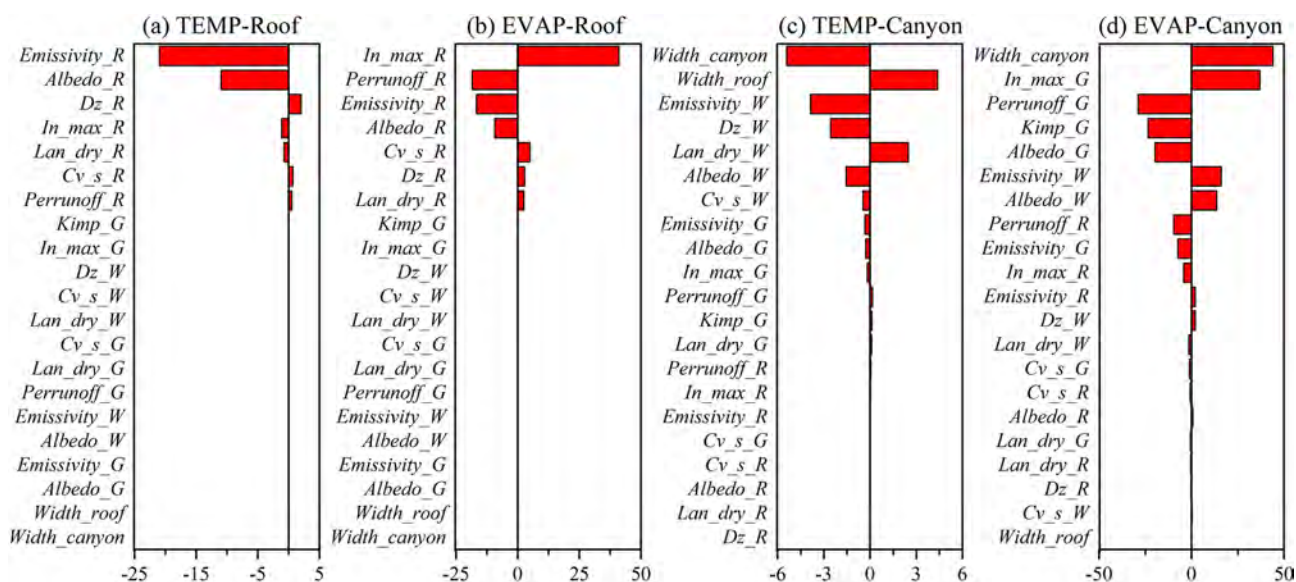 (a) TEMP-Roof
Emissivity_R
Albedo_R
Dz_R
In_max_R
Lan_dry_R
Cv_s_R
Perrunoff_R
Kimp_G
In_max_G
Dz_W
Cv_s_W
Lan_dry_W
Cv_s_G
Lan_dry_G
Perrunoff_G
Emissivity_W
Albedo_W
Emissivity_G
Albedo_G
Width_roof
Width_canyon
-25 -15 -5 5
(b) EVAP-Roof
In_max_R
Perrunoff_R
Emissivity_R
Albedo_R
Cv_s_R
Dz_R
Lan_dry_R
Kimp_G
In_max_G
Dz_W
Cv_s_W
Lan_dry_W
Cv_s_G
Lan_dry_G
Perrunoff_G
Emissivity_W
Albedo_W
Emissivity_G
Albedo_G
Width_roof
Width_canyon
-25 0 25 50
(c) TEMP-Canyon
Width_canyon
Width_roof
Emissivity_W
Dz_W
Lan_dry_W
Albedo_W
Cv_s_W
Emissivity_G
Albedo_G
In_max_G
Perrunoff_G
Kimp_G
Lan_dry_G
Perrunoff_R
In_max_R
Emissivity_R
Cv_s_G
Cv_s_R
Albedo_R
Lan_dry_R
Dz_R
-6 -3 0 3 6
(d) EVAP-Canyon
Width_canyon
In_max_G
Perrunoff_G
Kimp_G
Albedo_G
Emissivity_W
Albedo_W
Perrunoff_R
Emissivity_G
In_max_R
Emissivity_R
Dz_W
Lan_dry_W
Cv_s_G
Cv_s_R
Albedo_R
Lan_dry_G
Lan_dry_R
Dz_R
Cv_s_W
Width_roof
-50 0 50